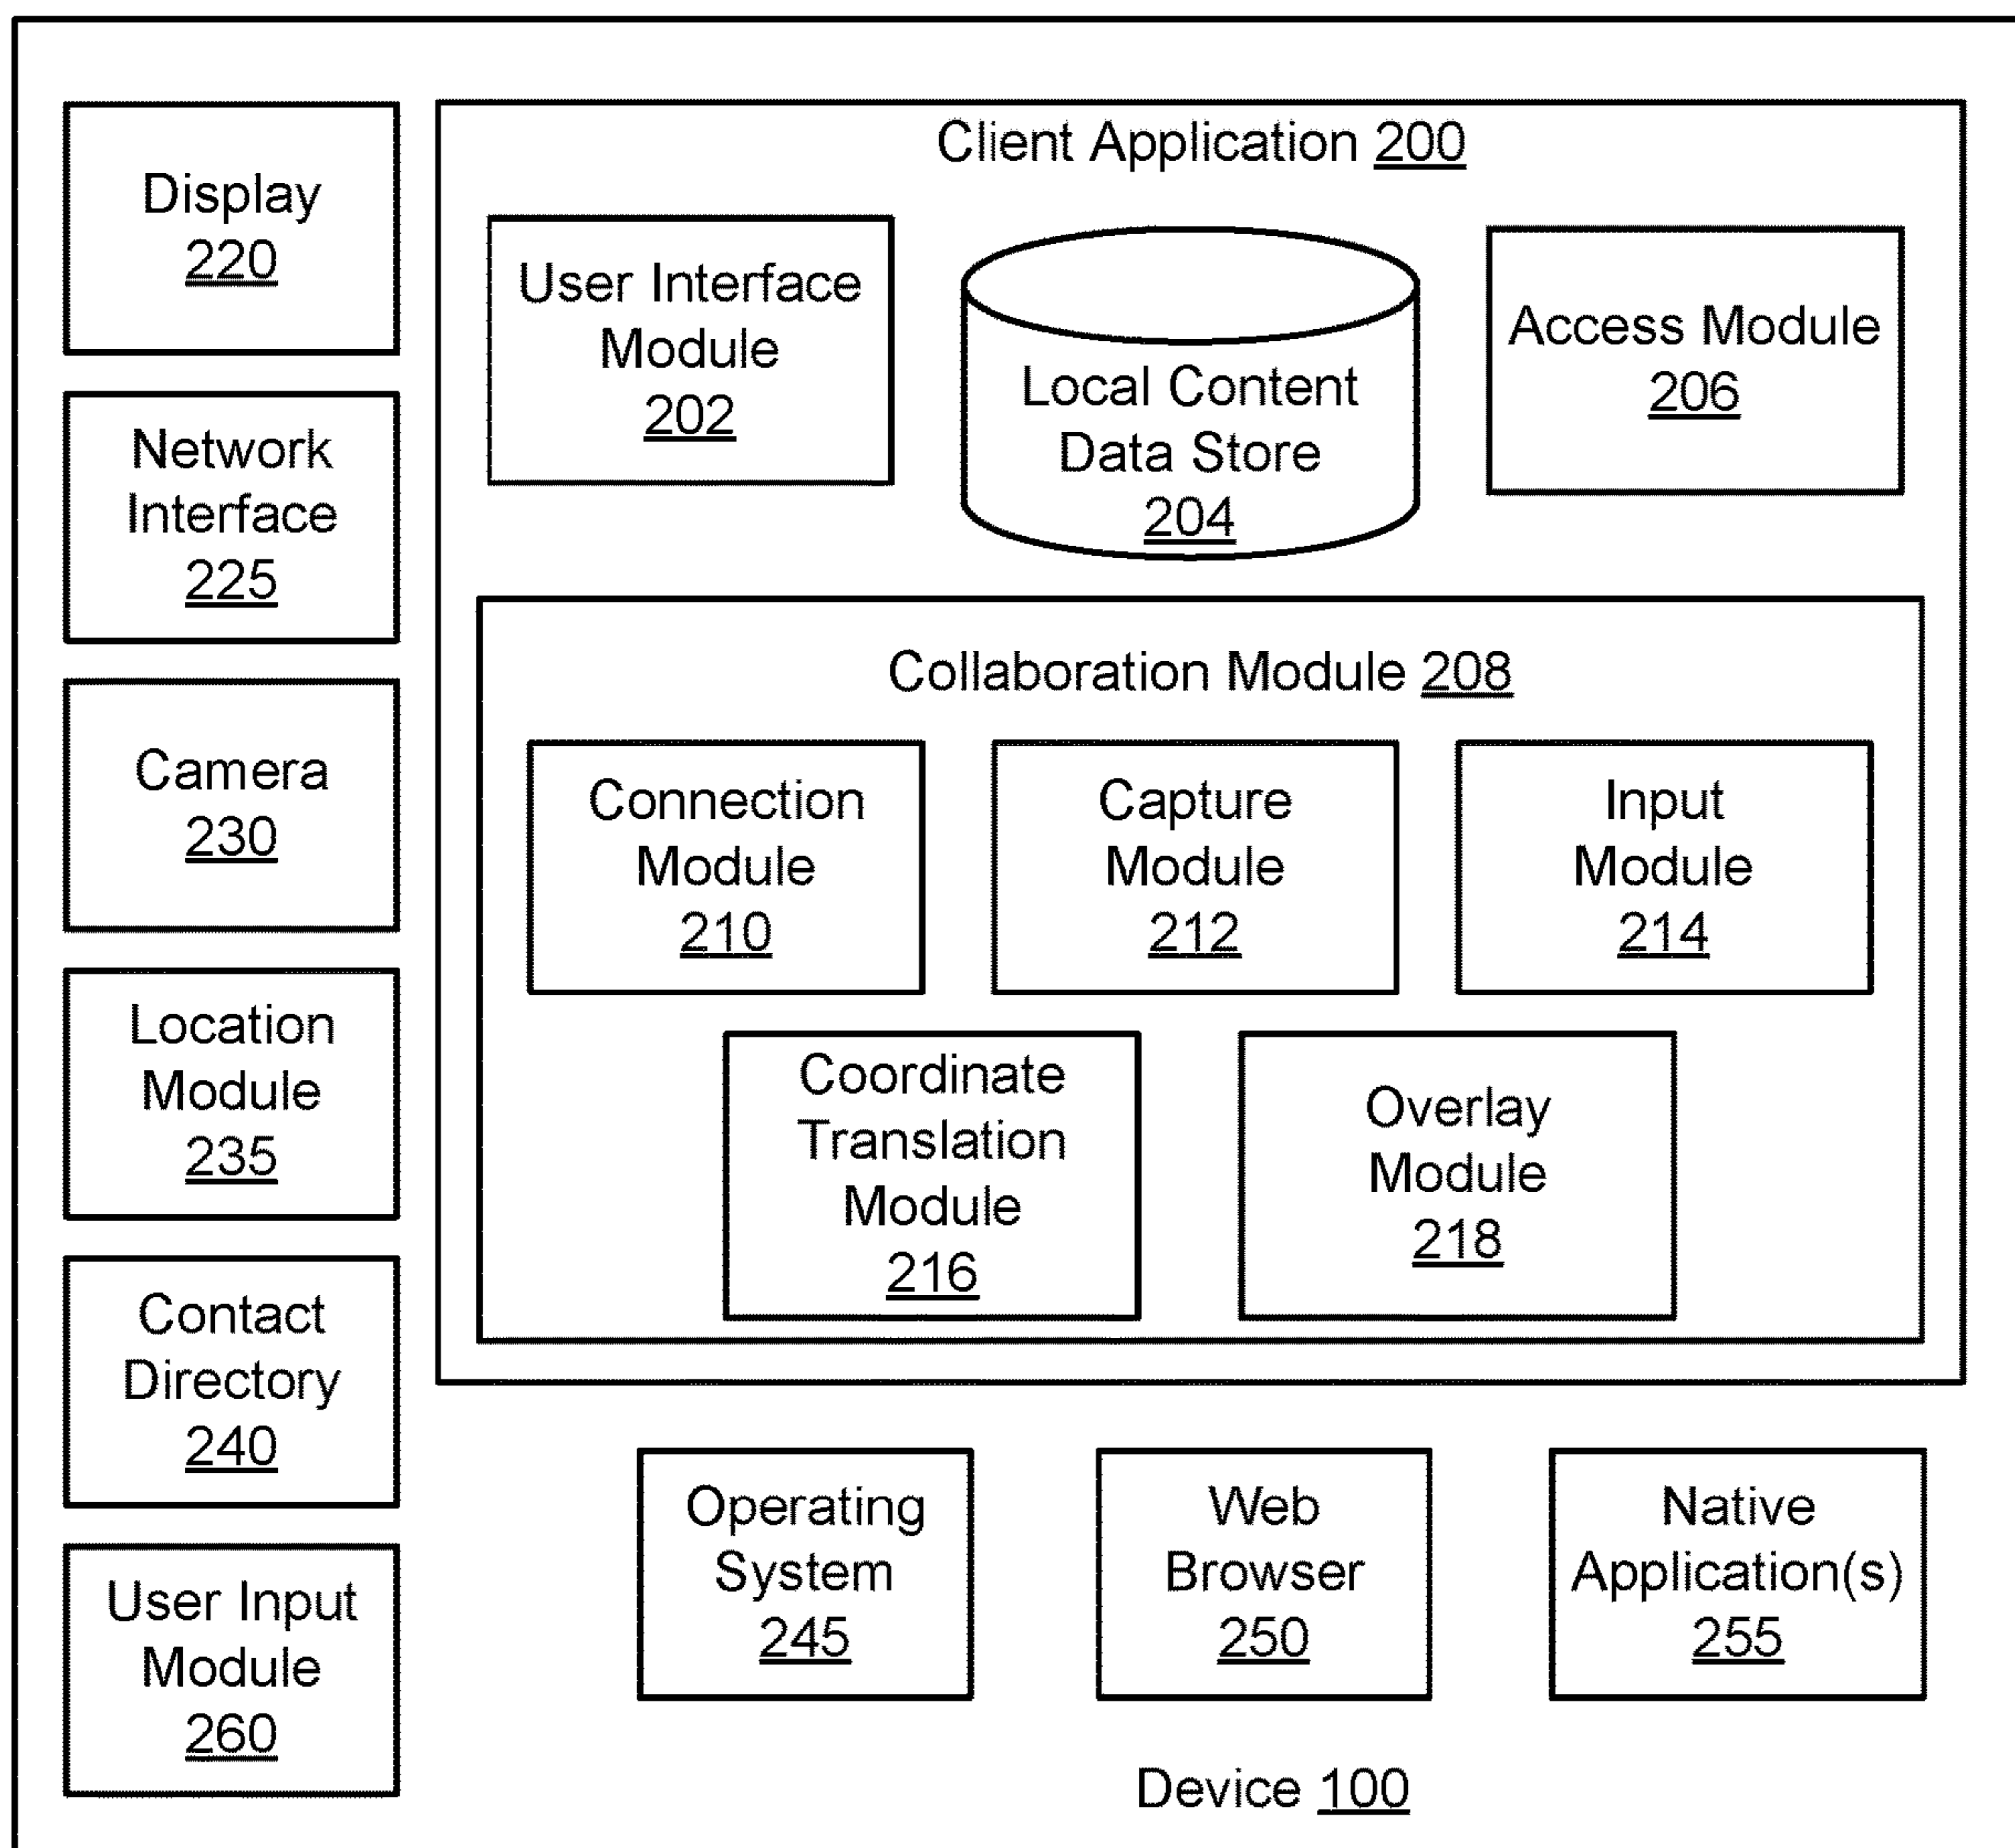 Display
220
Network
Interface
225
Camera
230
Location
Module
235
Contact
Directory
240
User Input
Module
260
Client Application 200
User Interface
Module
202
Local Content
Data Store
204
Access Module
206
Collaboration Module 208
Connection
Module
210
Capture
Module
212
Input
Module
214
Coordinate
Translation
Module
216
Overlay
Module
218
Operating
System
245
Web
Browser
250
Native
Application(s)
255
Device 100